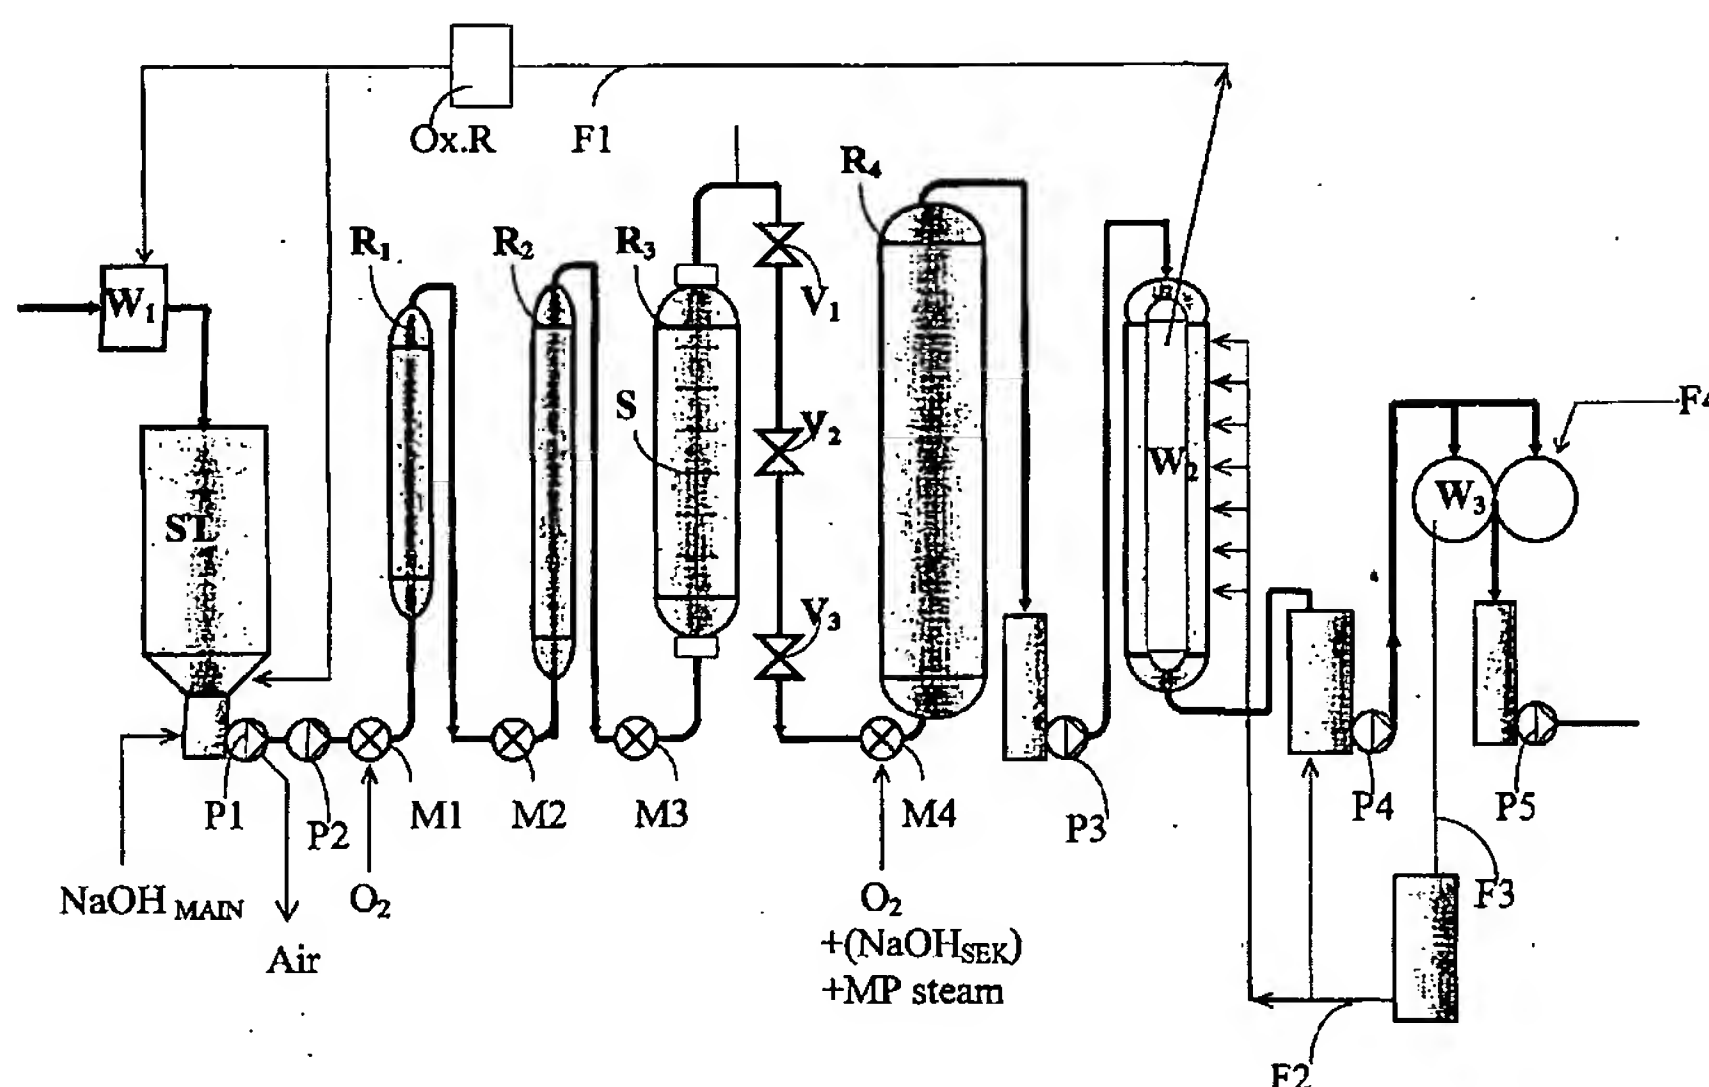 Ox.R
F1
R4
R1
R2
R3
W1
V1
S
V2
F4
W2
W3
ST
V3
P1
P2
M1
M2
M3
M4
P3
P4
P5
NaOH MAIN
O2
O2
F3
Air
+(NaOHSEK)
+MP steam
F2